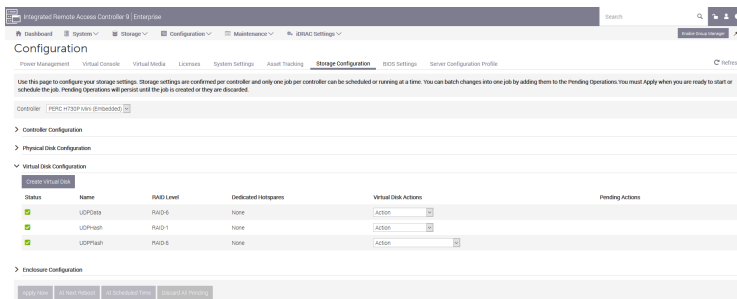 Integrated Remote Access Controller 9 | Enterprise
Search
Dashboard System Storage Configuration Maintenance iDRAC Settings
Enable Group Manager
Configuration
Power Management Virtual Console Virtual Media Licenses System Settings Asset Tracking Storage Configuration BIOS Settings Server Configuration Profile
Refres
Use this page to configure your storage settings. Storage settings are confirmed per controller and only one job per controller can be scheduled or running at a time. You can batch changes into one job by adding them to the Pending Operations.You must Apply when you are ready to start or
schedule the job. Pending Operations will persist until the job is created or they are discarded.
Controller PERC H730P Mini (Embedded)
Controller Configuration
Physical Disk Configuration
Virtual Disk Configuration
Create Virtual Disk
Status Name RAID Level Dedicated Hotspares Virtual Disk Actions Pending Actions
UDPData RAID-6 None Action
UDPHash RAID-1 None Action
UDPFlash RAID-5 None Action
Enclosure Configuration
Apply Now At Next Reboot At Scheduled Time Discard All Pending